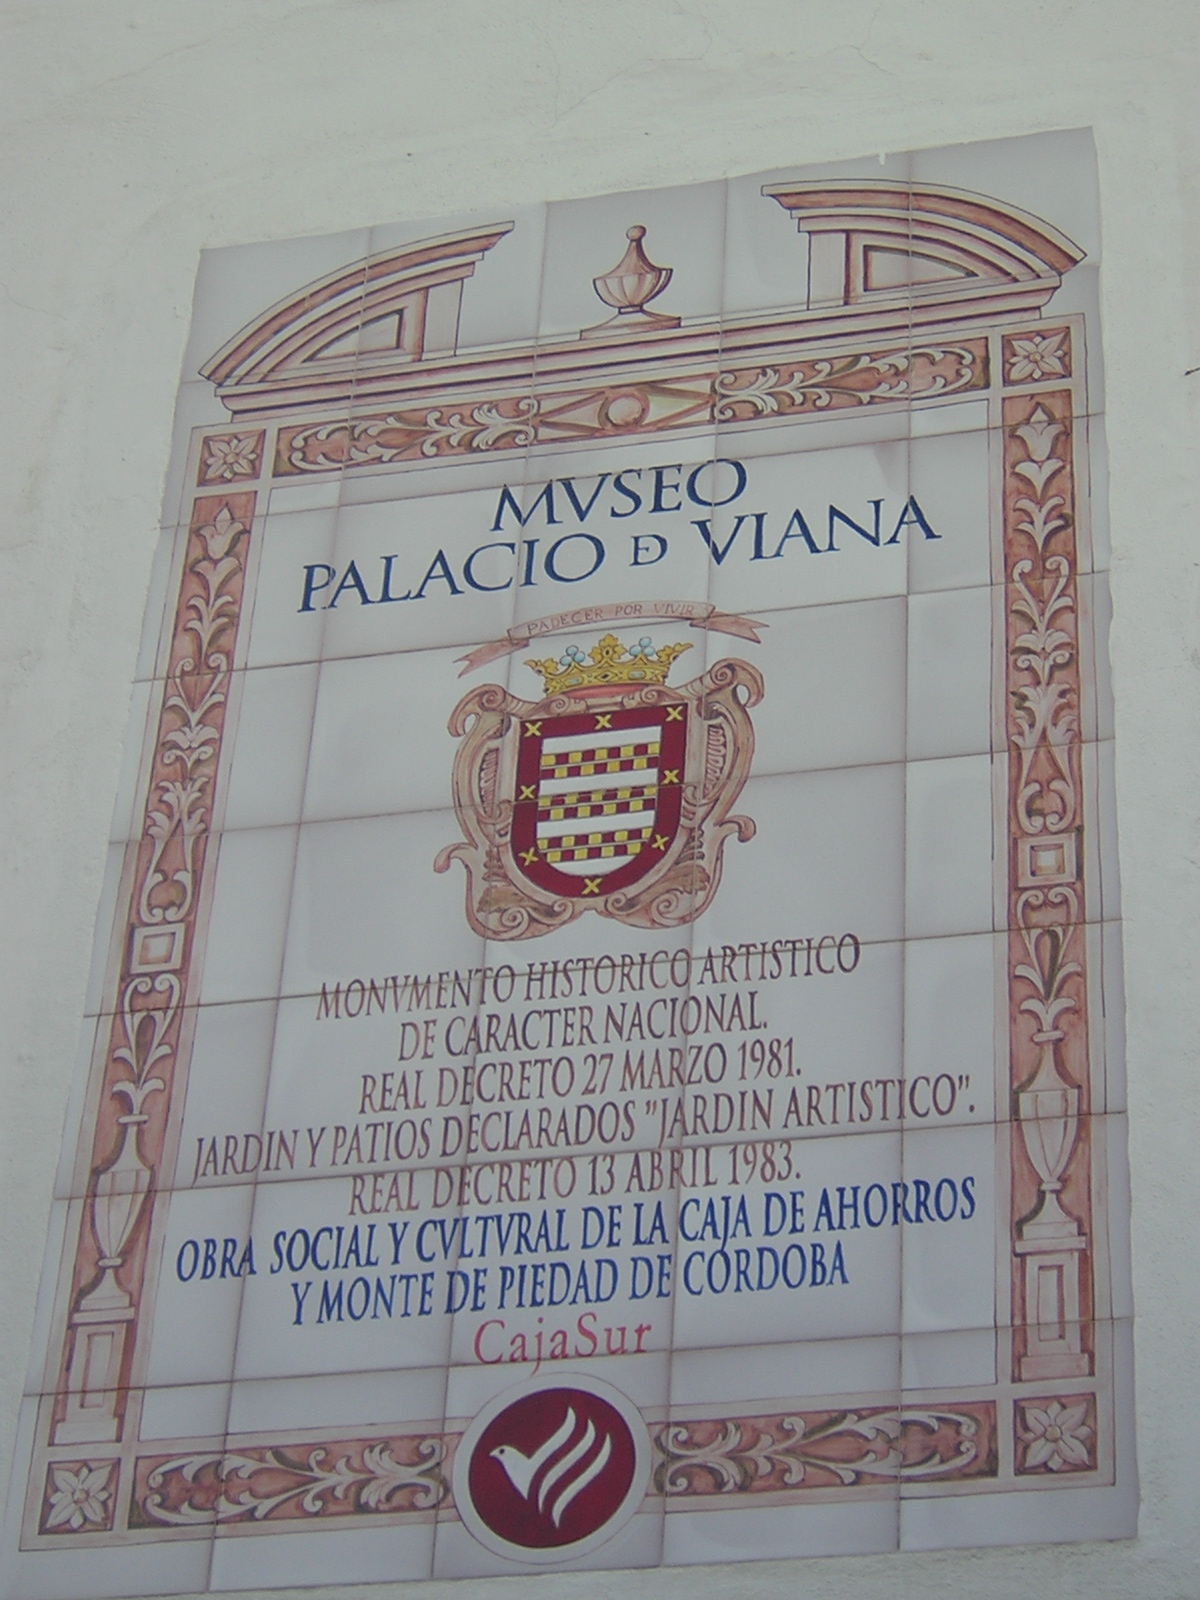 MVSEO
PALACIO Ð VIANA
PADECER POR VIVIR
MONVMENTO HISTORICO ARTISTICO
DE CARACTER NACIONAL.
REAL DECRETO 27 MARZO 1981.
JARDIN Y PATIOS DECLARADOS "JARDIN ARTISTICO".
REAL DECRETO 13 ABRIL 1983.
OBRA SOCIAL Y CVLTVRAL DE LA CAJA DE AHORROS
Y MONTE DE PIEDAD DE CORDOBA
CajaSur